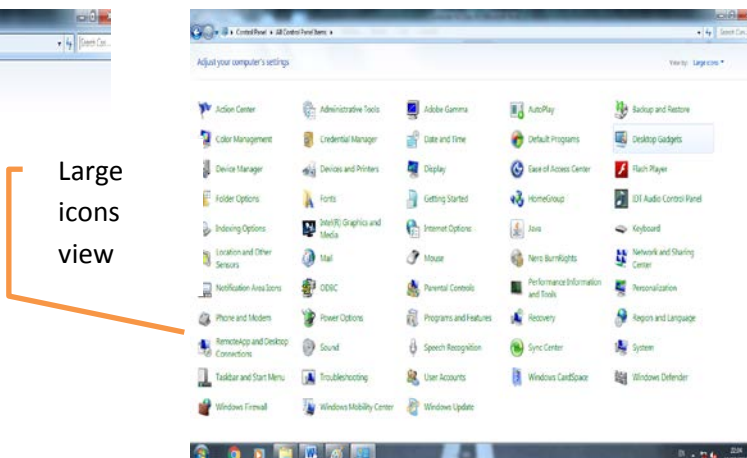 Search Con...
Control Panel ▸ All Control Panel Items ▸
Search Con...
Adjust your computer's settings
View by: Large icons
Large
icons
view
Action Center
Administrative Tools
Adobe Gamma
AutoPlay
Backup and Restore
Color Management
Credential Manager
Date and Time
Default Programs
Desktop Gadgets
Device Manager
Devices and Printers
Display
Ease of Access Center
Flash Player
Folder Options
Fonts
Getting Started
HomeGroup
IDT Audio Control Panel
Indexing Options
Intel(R) Graphics and
Media
Internet Options
Java
Keyboard
Location and Other
Sensors
Mail
Mouse
Nero BurnRights
Network and Sharing
Center
Notification Area Icons
ODBC
Parental Controls
Performance Information
and Tools
Personalization
Phone and Modem
Power Options
Programs and Features
Recovery
Region and Language
RemoteApp and Desktop
Connections
Sound
Speech Recognition
Sync Center
System
Taskbar and Start Menu
Troubleshooting
User Accounts
Windows CardSpace
Windows Defender
Windows Firewall
Windows Mobility Center
Windows Update
EN
22:04